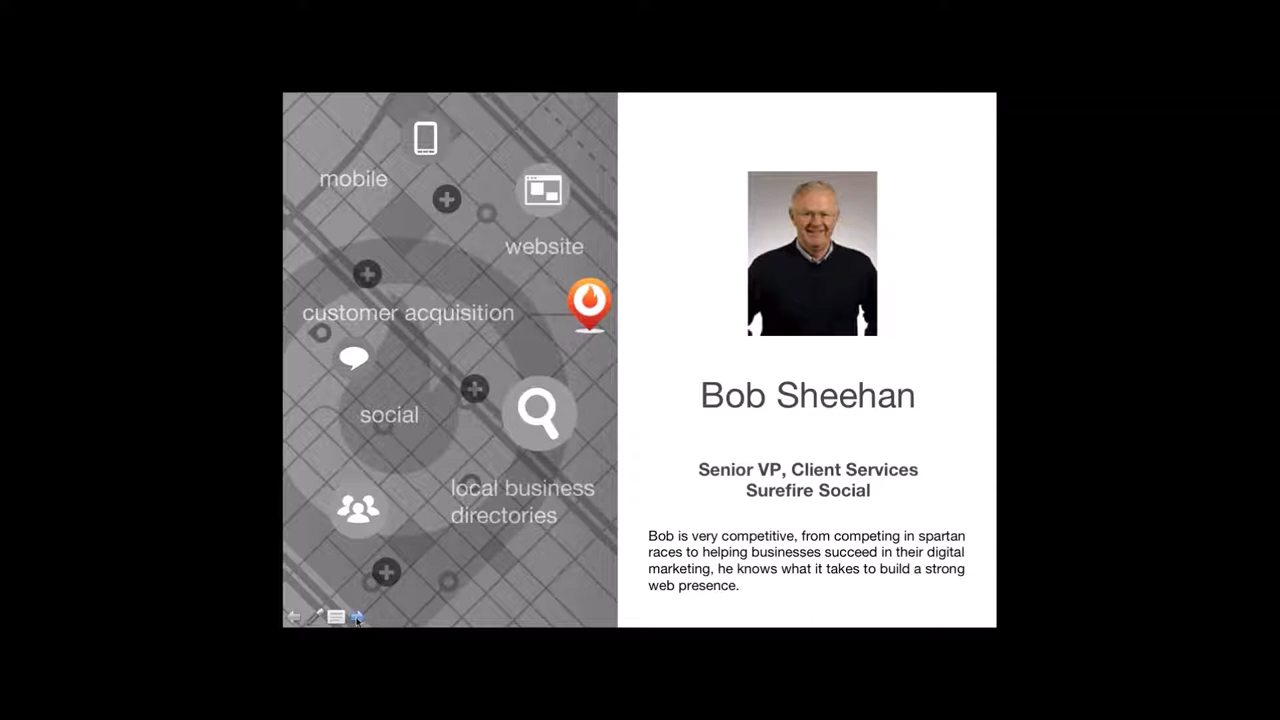 mobile
website
customer acquisition
social
local business
directories
Bob Sheehan
Senior VP, Client Services
Surefire Social
Bob is very competitive, from competing in spartan
races to helping businesses succeed in their digital
marketing, he knows what it takes to build a strong
web presence.